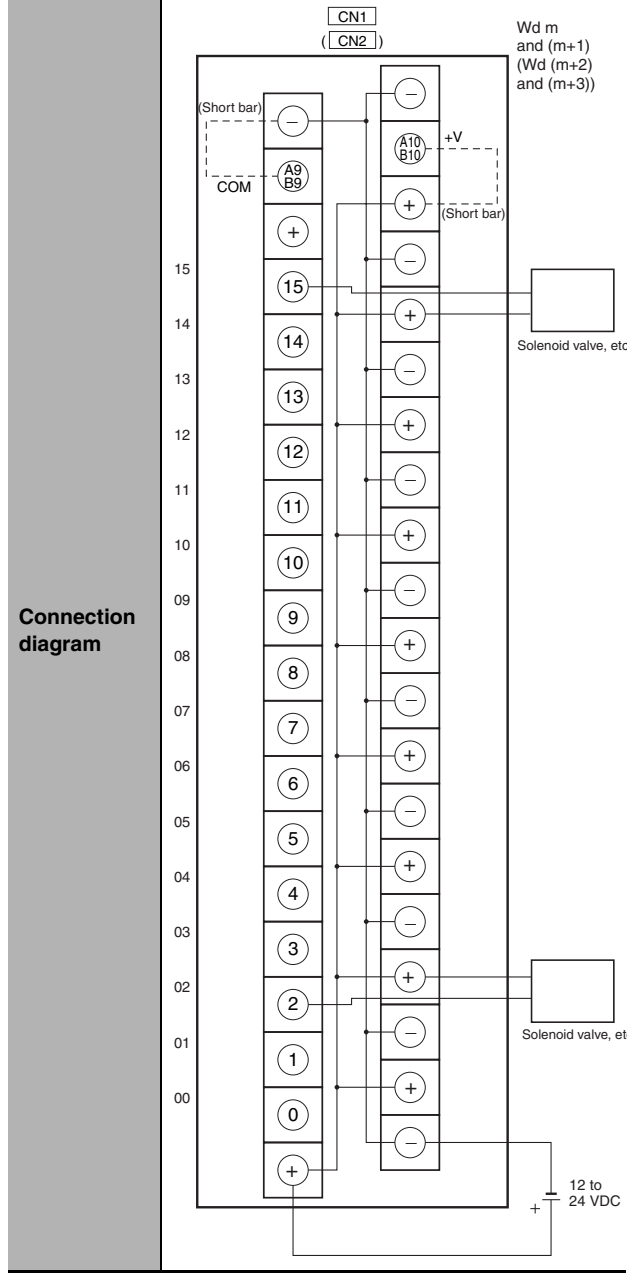 CN1
( CN2 )
Wd m
and (m+1)
(Wd (m+2)
and (m+3))
(Short bar)
−
−
A10
B10
+V
A9
B9
COM
+
(Short bar)
+
−
15
15
+
Solenoid valve, etc
14
14
−
13
13
+
12
12
−
11
11
+
10
10
−
09
9
+
08
8
−
07
7
+
06
6
−
05
5
+
04
4
−
03
3
+
02
2
Solenoid valve, etc
−
01
1
+
00
0
−
+
12 to
24 VDC
+
Connection
diagram